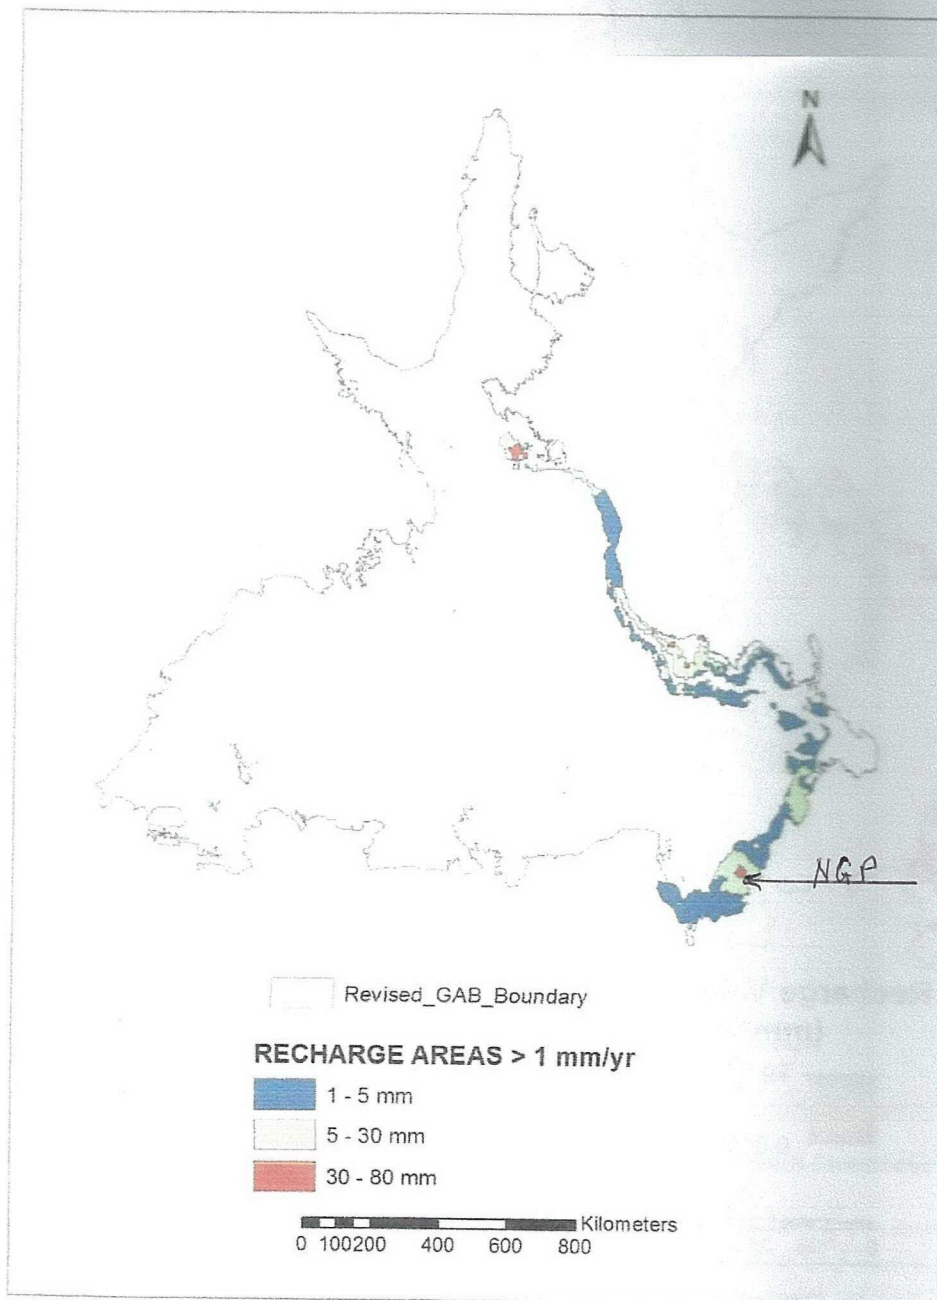 N
NGP
Revised_GAB_Boundary
RECHARGE AREAS > 1 mm/yr
1 - 5 mm
5 - 30 mm
30 - 80 mm
Kilometers
0 100200 400 600 800